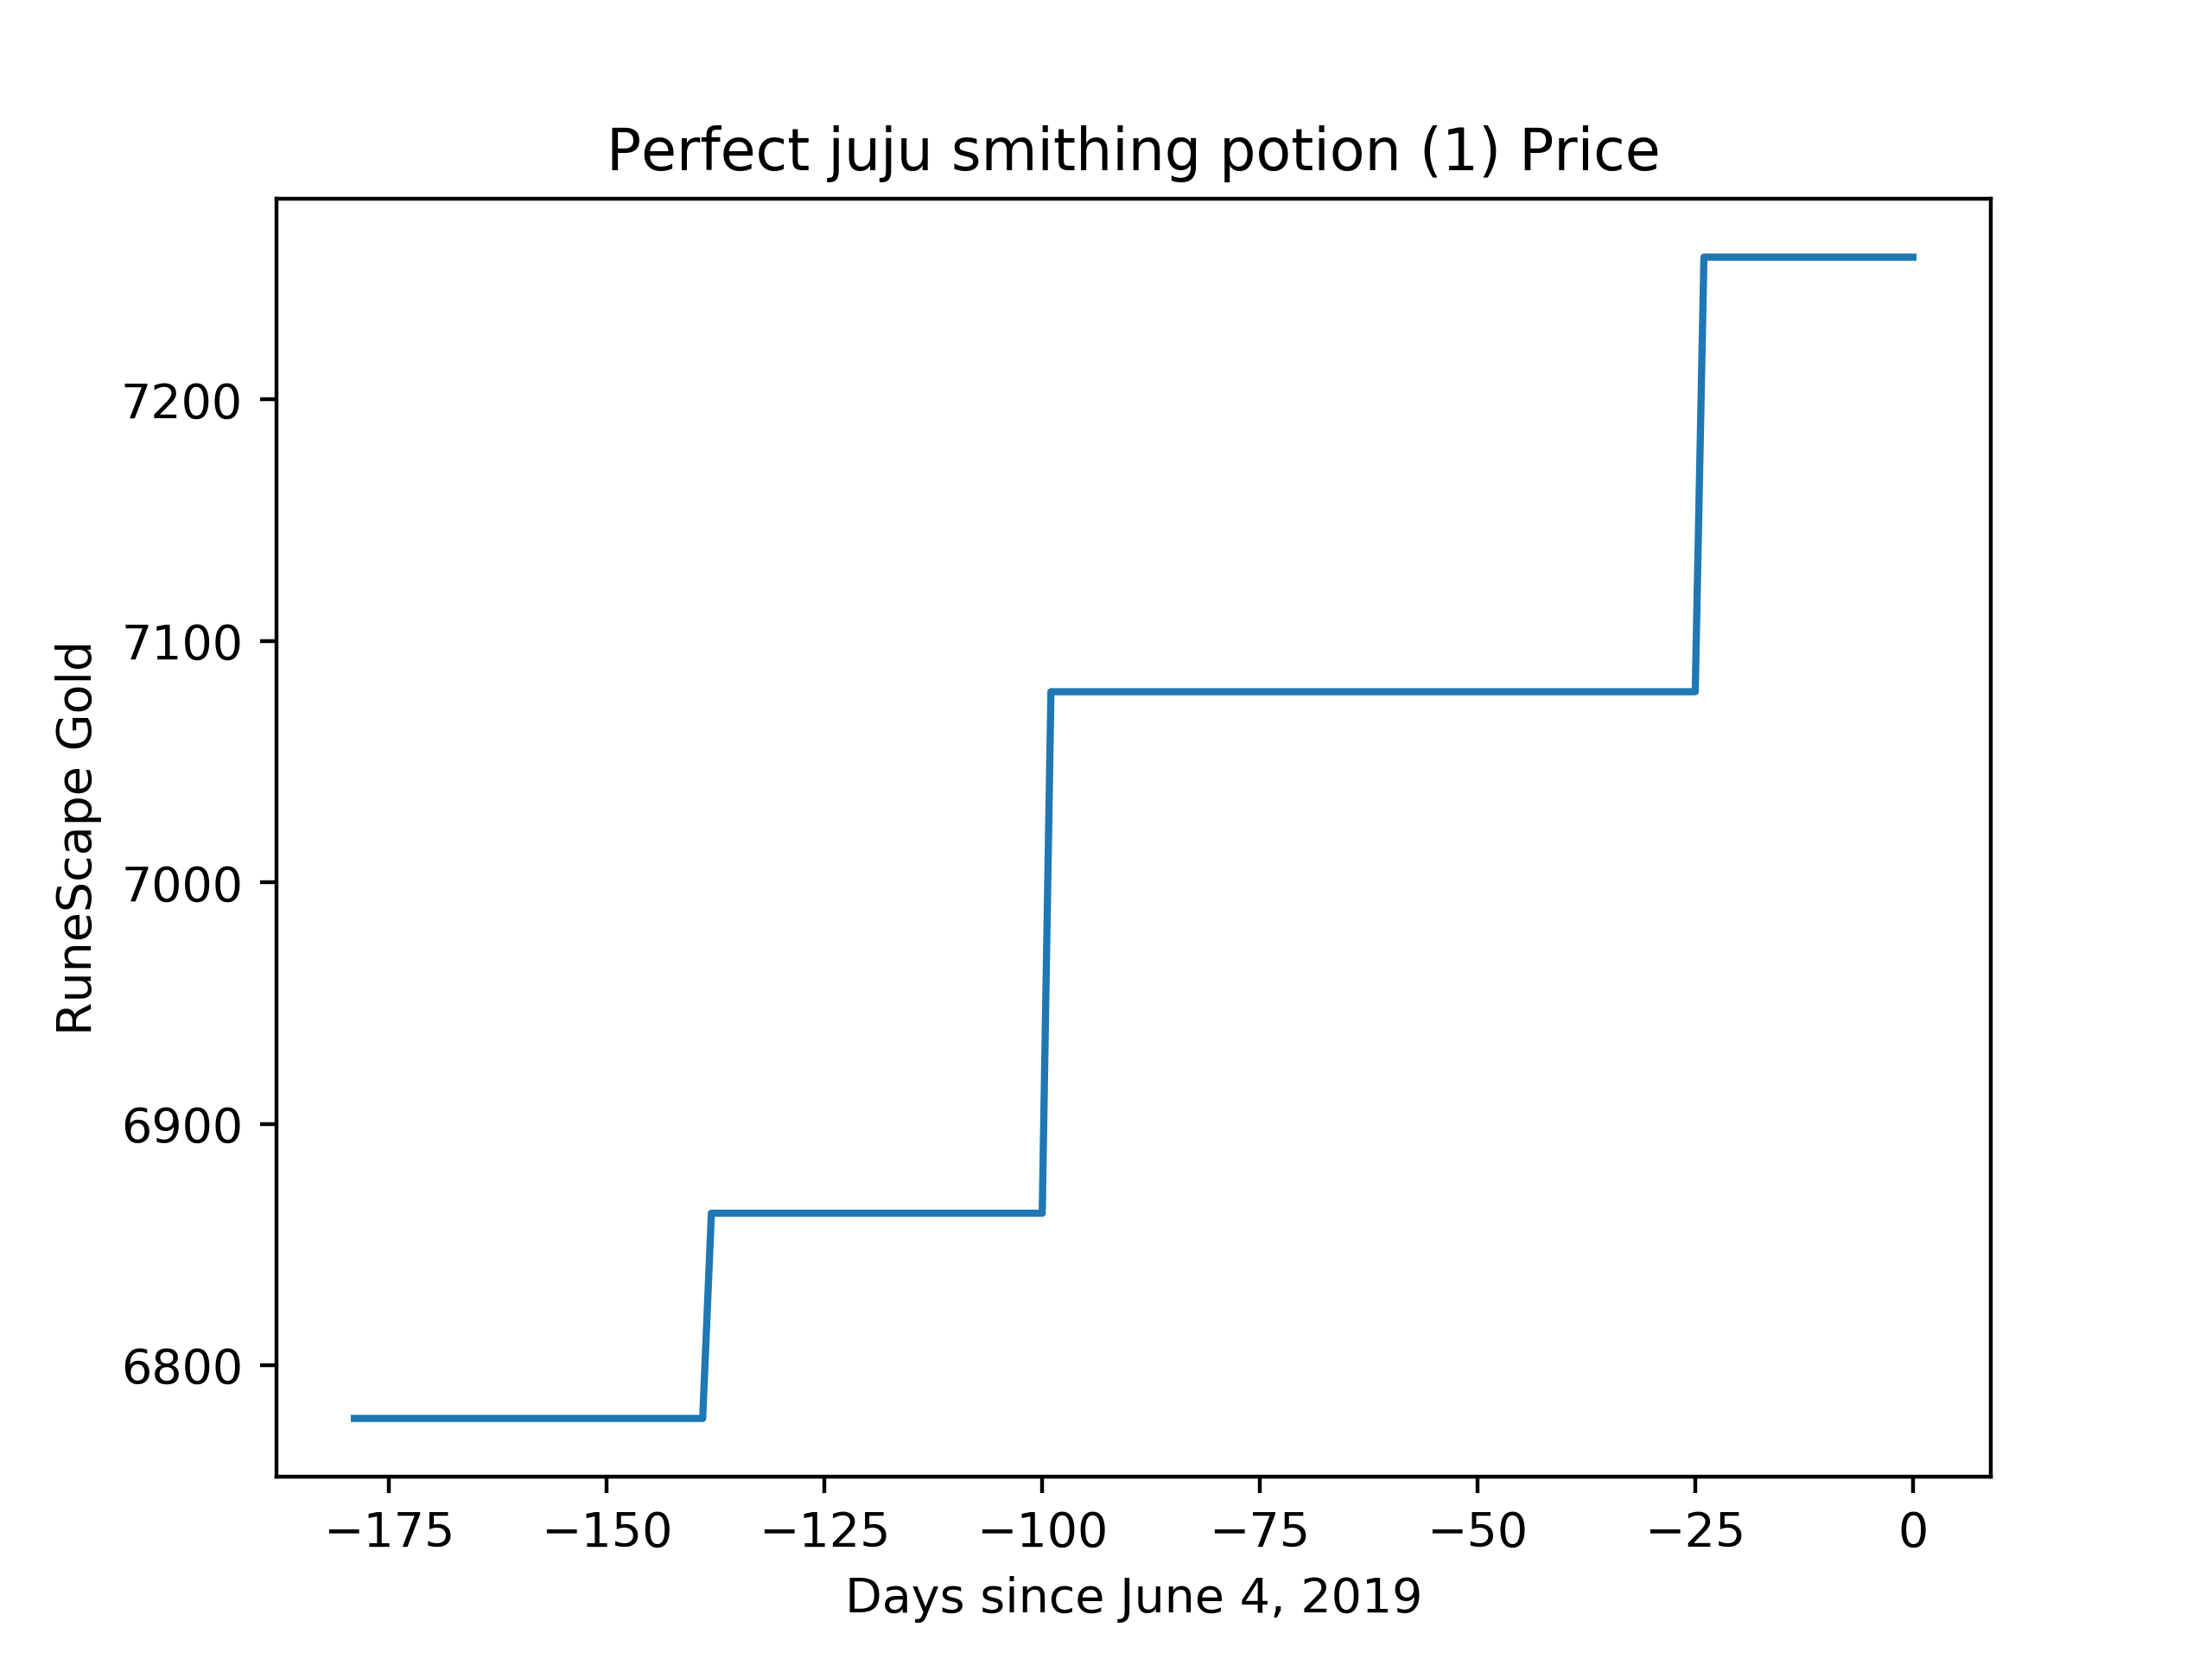 Perfect juju smithing potion (1) Price
RuneScape Gold
7200
7100
7000
6900
6800
−175 −150 −125 −100 −75 −50 −25 0
Days since June 4, 2019